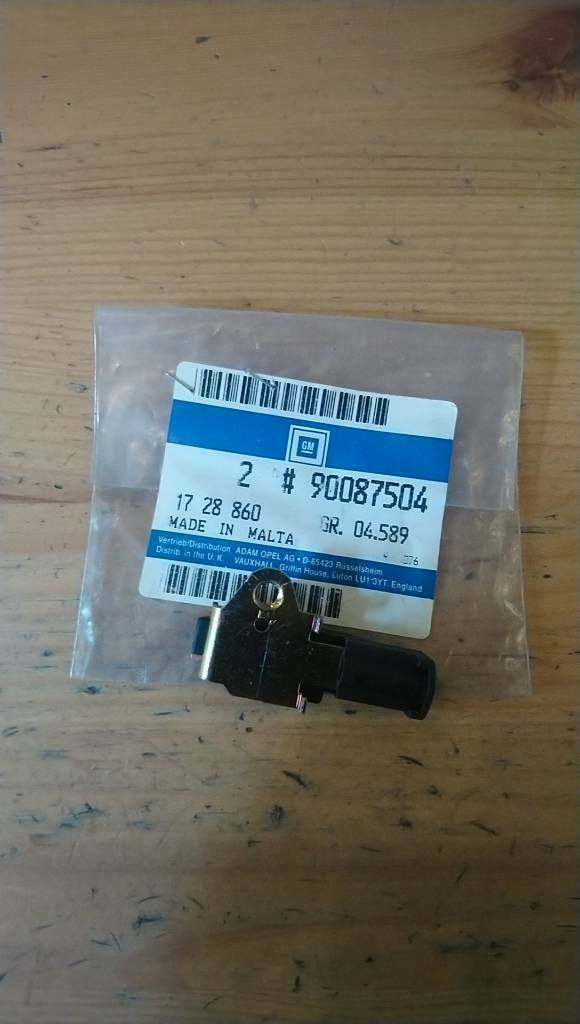 GM
2 # 90087504
17 28 860 GR. 04.589
MADE IN MALTA
Vertrieb/Distribution ADAM OPEL AG • D-65423 Rüsselsheim
Distrib. in the U. K. VAUXHALL, Griffin House, Luton LU1 3YT. England